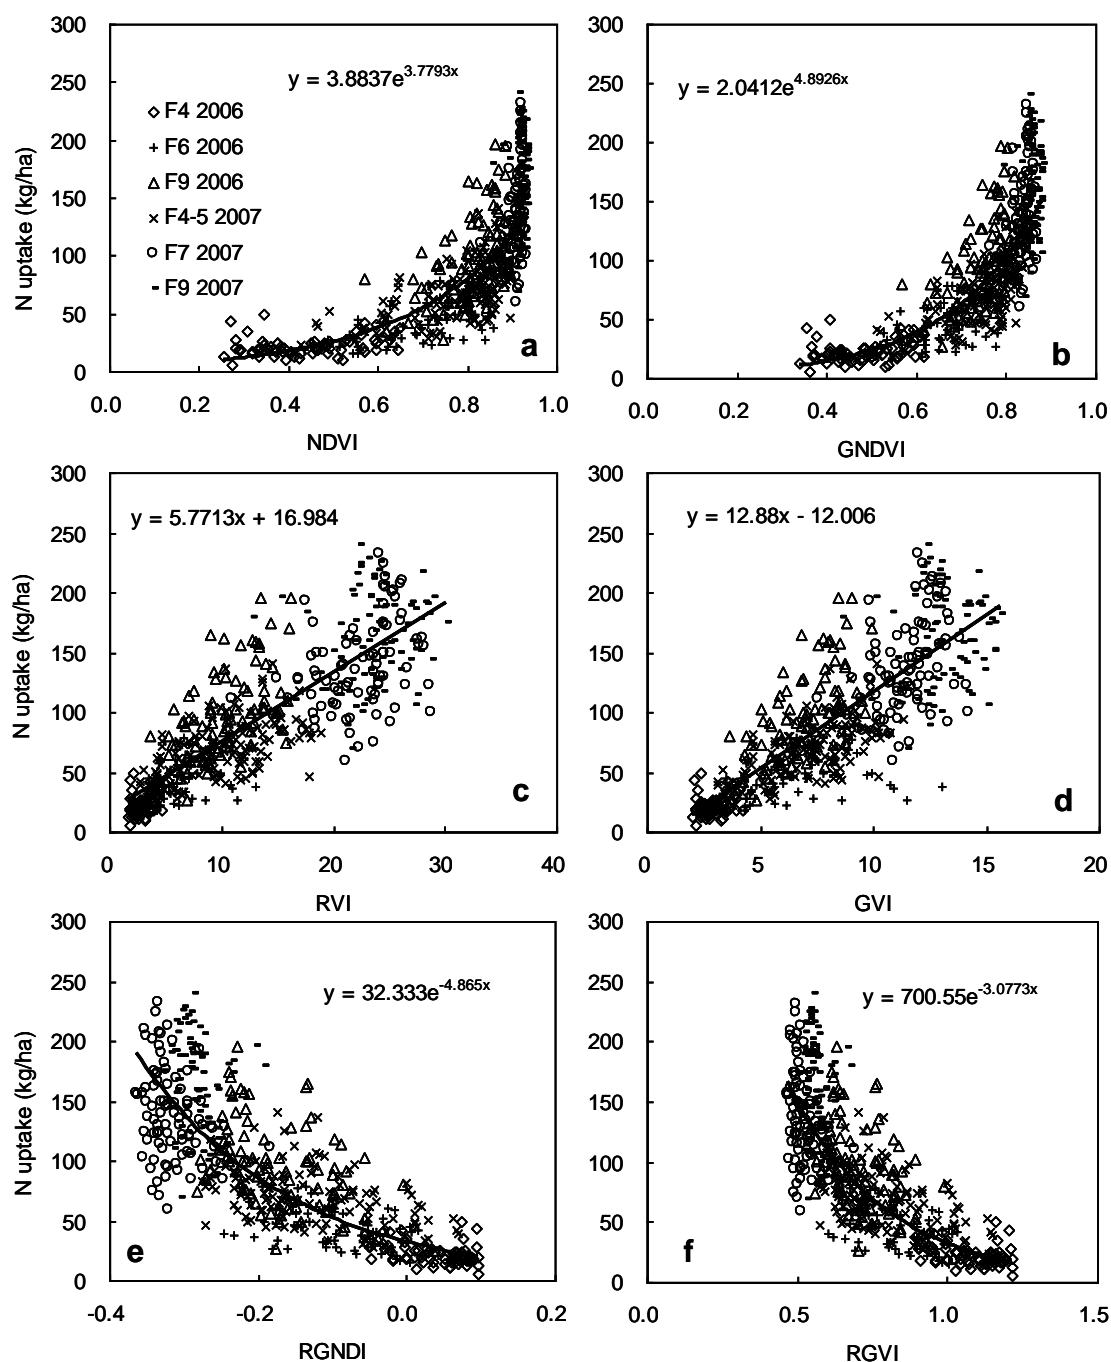 300
250
200
150
100
50
0
N uptake (kg/ha)
y = 3.8837e^3.7793x
F4 2006
F6 2006
F9 2006
F4-5 2007
F7 2007
F9 2007
a
0.0 0.2 0.4 0.6 0.8 1.0
NDVI
300
250
200
150
100
50
0
y = 2.0412e^4.8926x
b
0.0 0.2 0.4 0.6 0.8 1.0
GNDVI
300
250
200
150
100
50
0
N uptake (kg/ha)
y = 5.7713x + 16.984
c
0 10 20 30 40
RVI
300
250
200
150
100
50
0
y = 12.88x - 12.006
d
0 5 10 15 20
GVI
300
250
200
150
100
50
0
N uptake (kg/ha)
y = 32.333e^-4.865x
e
-0.4 -0.2 0.0 0.2
RGNDI
300
250
200
150
100
50
0
y = 700.55e^-3.0773x
f
0.0 0.5 1.0 1.5
RGVI